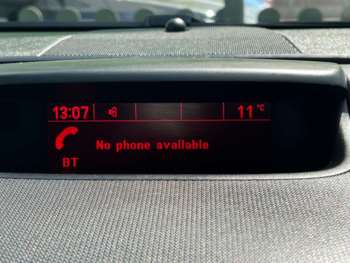 13:07 11°C
No phone available
BT